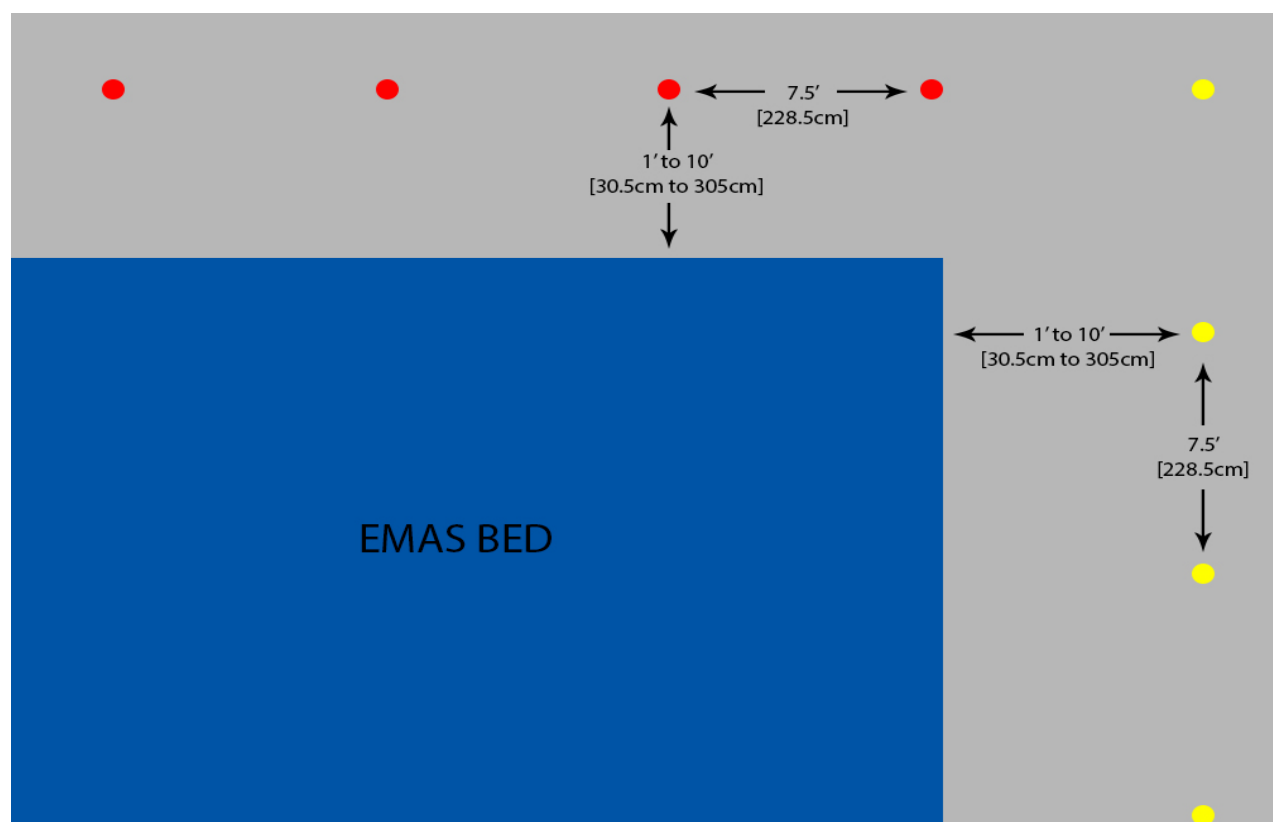 7.5′
[228.5cm]
1′ to 10′
[30.5cm to 305cm]
1′ to 10′
[30.5cm to 305cm]
7.5′
[228.5cm]
EMAS BED